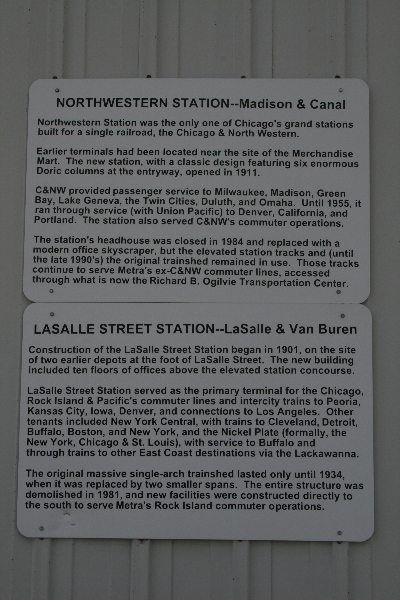 NORTHWESTERN STATION--Madison & Canal
Northwestern Station was the only one of Chicago's grand stations
built for a single railroad, the Chicago & North Western.
Earlier terminals had been located near the site of the Merchandise
Mart. The new station, with a classic design featuring six enormous
Doric columns at the entryway, opened in 1911.
C&NW provided passenger service to Milwaukee, Madison, Green
Bay, Lake Geneva, the Twin Cities, Duluth, and Omaha. Until 1955, it
ran through service (with Union Pacific) to Denver, California, and
Portland. The station also served C&NW's commuter operations.
The station's headhouse was closed in 1984 and replaced with a
modern office skyscraper, but the elevated station tracks and (until
the late 1990's) the original trainshed remained in use. Those tracks
continue to serve Metra's ex-C&NW commuter lines, accessed
through what is now the Richard B. Ogilvie Transportation Center.
LASALLE STREET STATION--LaSalle & Van Buren
Construction of the LaSalle Street Station began in 1901, on the site
of two earlier depots at the foot of LaSalle Street. The new building
included ten floors of offices above the elevated station concourse.
LaSalle Street Station served as the primary terminal for the Chicago,
Rock Island & Pacific's commuter lines and intercity trains to Peoria,
Kansas City, Iowa, Denver, and connections to Los Angeles. Other
tenants included New York Central, with trains to Cleveland, Detroit,
Buffalo, Boston, and New York, and the Nickel Plate (formally, the
New York, Chicago & St. Louis), with service to Buffalo and
through trains to other East Coast destinations via the Lackawanna.
The original massive single-arch trainshed lasted only until 1934,
when it was replaced by two smaller spans. The entire structure was
demolished in 1981, and new facilities were constructed directly to
the south to serve Metra's Rock Island commuter operations.